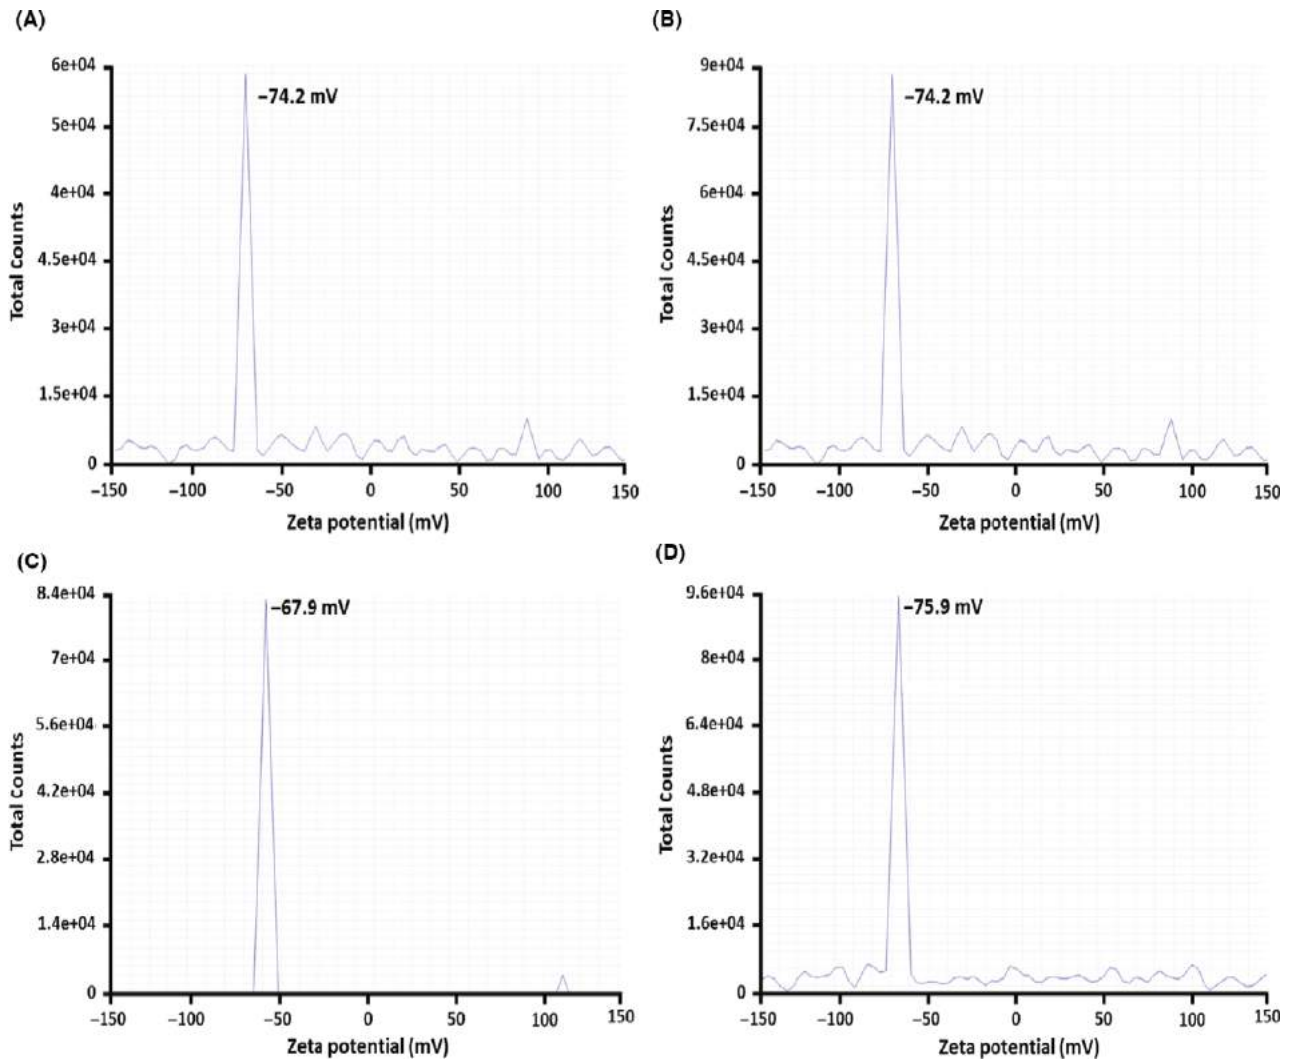 (A)
6e+04
5e+04
4e+04
4.5e+04
3e+04
1.5e+04
0
−74.2 mV
Total Counts
−150 −100 −50 0 50 100 150
Zeta potential (mV)
(B)
9e+04
7.5e+04
6e+04
4.5e+04
3e+04
1.5e+04
0
−74.2 mV
Total Counts
−150 −100 −50 0 50 100 150
Zeta potential (mV)
(C)
8.4e+04
7e+04
5.6e+04
4.2e+04
2.8e+04
1.4e+04
0
−67.9 mV
Total Counts
−150 −100 −50 0 50 100 150
Zeta potential (mV)
(D)
9.6e+04
8e+04
6.4e+04
4.8e+04
3.2e+04
1.6e+04
0
−75.9 mV
Total Counts
−150 −100 −50 0 50 100 150
Zeta potential (mV)